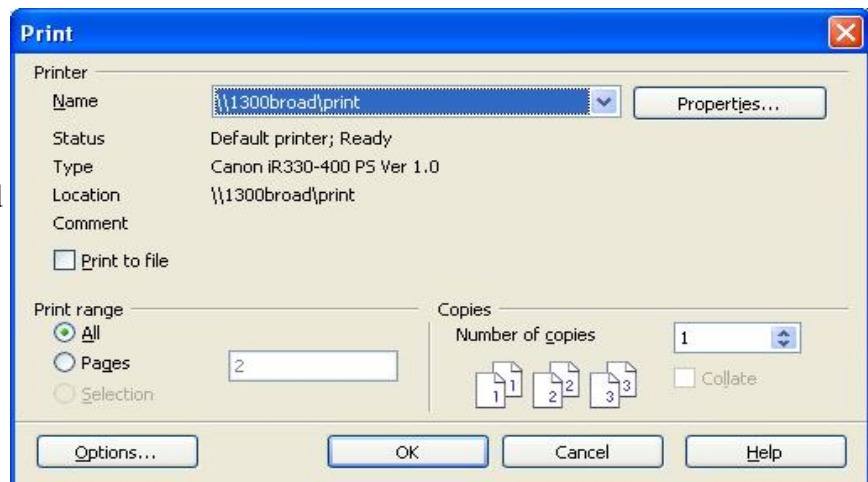 Print
Printer
Name \\1300broad\print Properties...
Status Default printer; Ready
Type Canon iR330-400 PS Ver 1.0
Location \\1300broad\print
Comment
Print to file
Print range Copies
All Number of copies 1
Pages 2
Selection
1 1 2 2 3 3 Collate
Options... OK Cancel Help